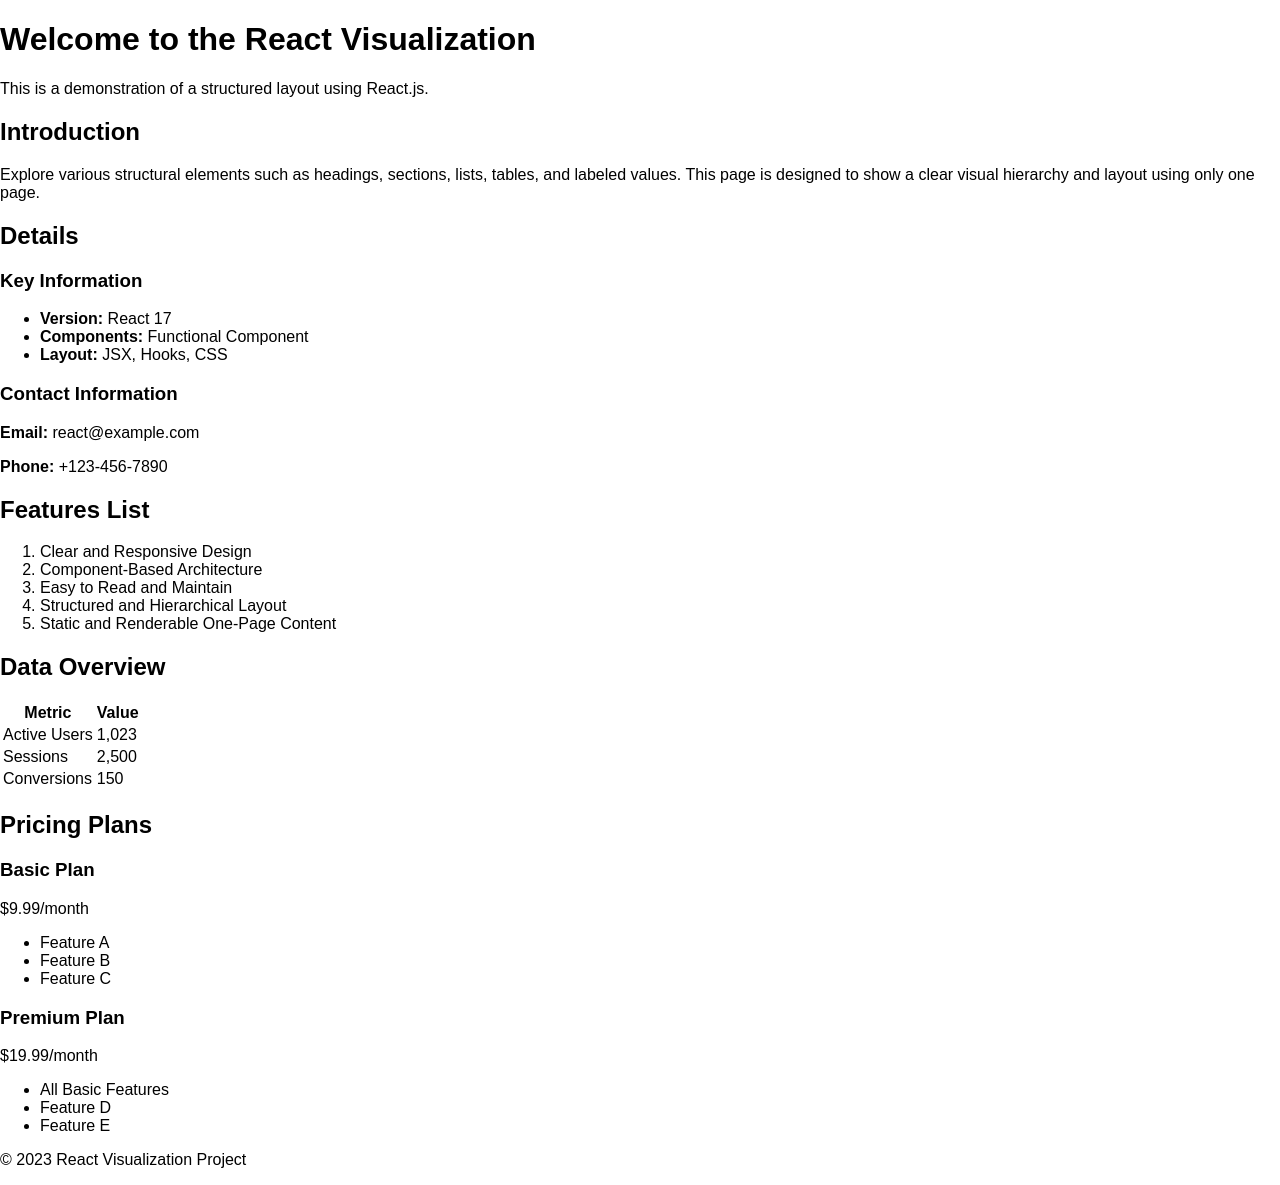 Welcome to the React Visualization
This is a demonstration of a structured layout using React.js.
Introduction
Explore various structural elements such as headings, sections, lists, tables, and labeled values. This page is designed to show a clear visual hierarchy and layout using only one
page.
Details
Key Information
• Version: React 17
• Components: Functional Component
• Layout: JSX, Hooks, CSS
Contact Information
Email: react@example.com
Phone: +123-456-7890
Features List
1. Clear and Responsive Design
2. Component-Based Architecture
3. Easy to Read and Maintain
4. Structured and Hierarchical Layout
5. Static and Renderable One-Page Content
Data Overview
Metric Value
Active Users 1,023
Sessions 2,500
Conversions 150
Pricing Plans
Basic Plan
$9.99/month
• Feature A
• Feature B
• Feature C
Premium Plan
$19.99/month
• All Basic Features
• Feature D
• Feature E
© 2023 React Visualization Project